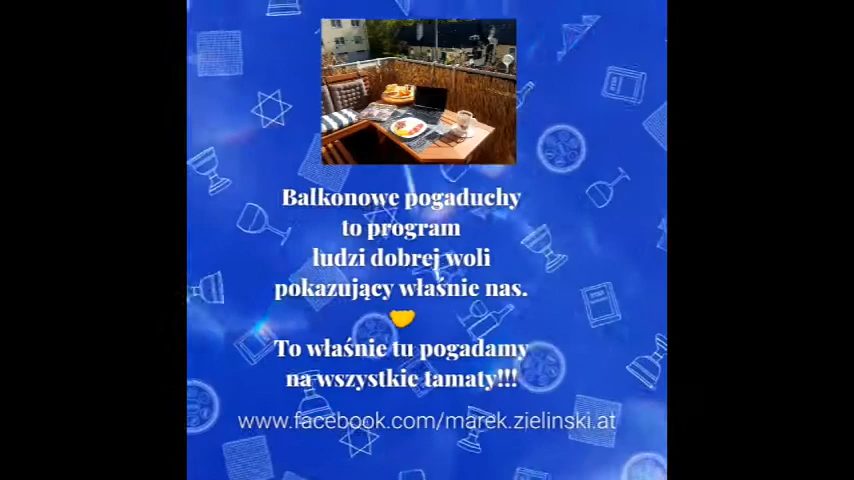 Balkonowe pogaduchy
to program
ludzi dobrej woli
pokazujący właśnie nas.
🤝
To właśnie tu pogadamy
na wszystkie tamaty!!!
www.facebook.com/marek.zielinski.at